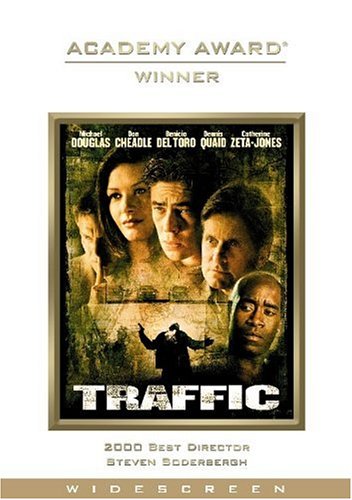 ACADEMY AWARD®
WINNER
Michael DOUGLAS Don CHEADLE Benicio DEL TORO Dennis QUAID Catherine ZETA-JONES
TRAFFIC
2000 BEST DIRECTOR
STEVEN SODERBERGH
WIDESCREEN